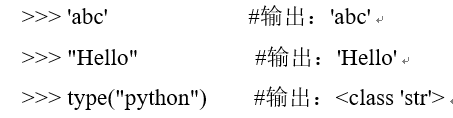 >>> 'abc' #输出：'abc'
>>> "Hello" #输出：'Hello'
>>> type("python") #输出：<class 'str'>